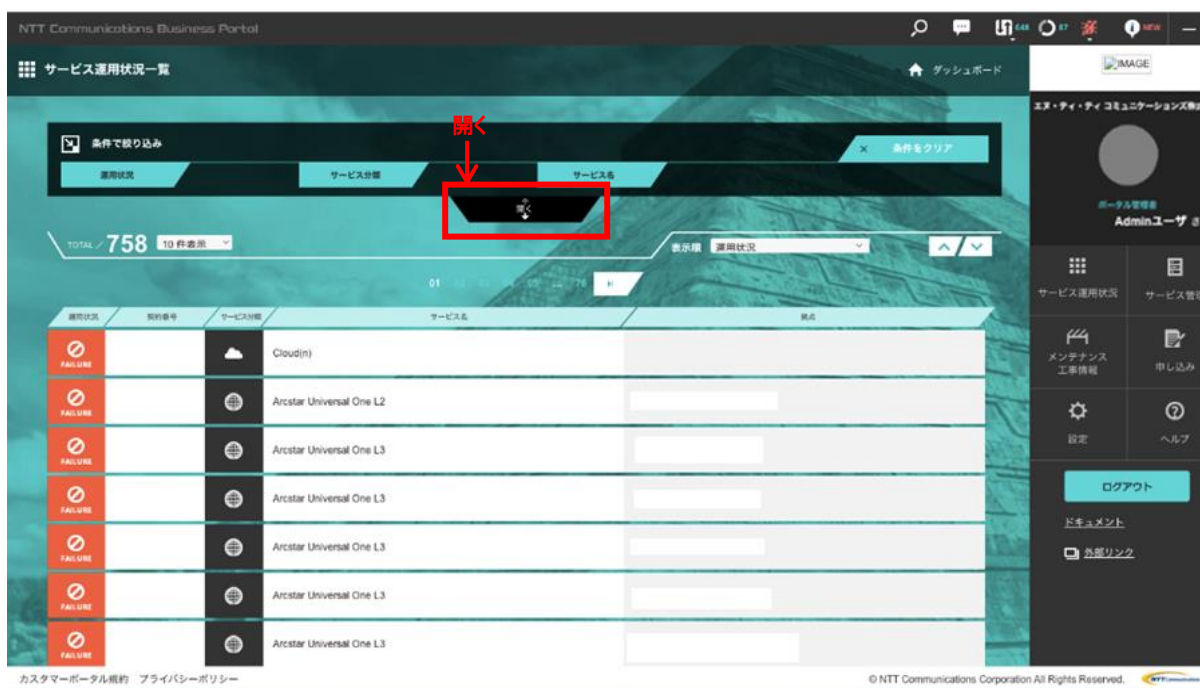 NTT Communications Business Portal
648
87
NEW
サービス運用状況一覧
ダッシュボード
IMAGE
エヌ・ティ・ティ コミュニケーションズ株
開く
条件で絞り込み
× 条件をクリア
運用状況
サービス分類
サービス名
開く
ポータル管理者
Adminユーザ さ
TOTAL / 758 10 件表示
表示順 運用状況
01
76
サービス運用状況
サービス管
運用状況 契約番号 サービス分類 サービス名 拠点
FAILURE Cloud(n)
FAILURE Arcstar Universal One L2
FAILURE Arcstar Universal One L3
FAILURE Arcstar Universal One L3
FAILURE Arcstar Universal One L3
FAILURE Arcstar Universal One L3
FAILURE Arcstar Universal One L3
メンテナンス
工事情報
申し込み
設定
ヘルプ
ログアウト
ドキュメント
外部リンク
カスタマーポータル規約 プライバシーポリシー
© NTT Communications Corporation All Rights Reserved.
NTT Communications